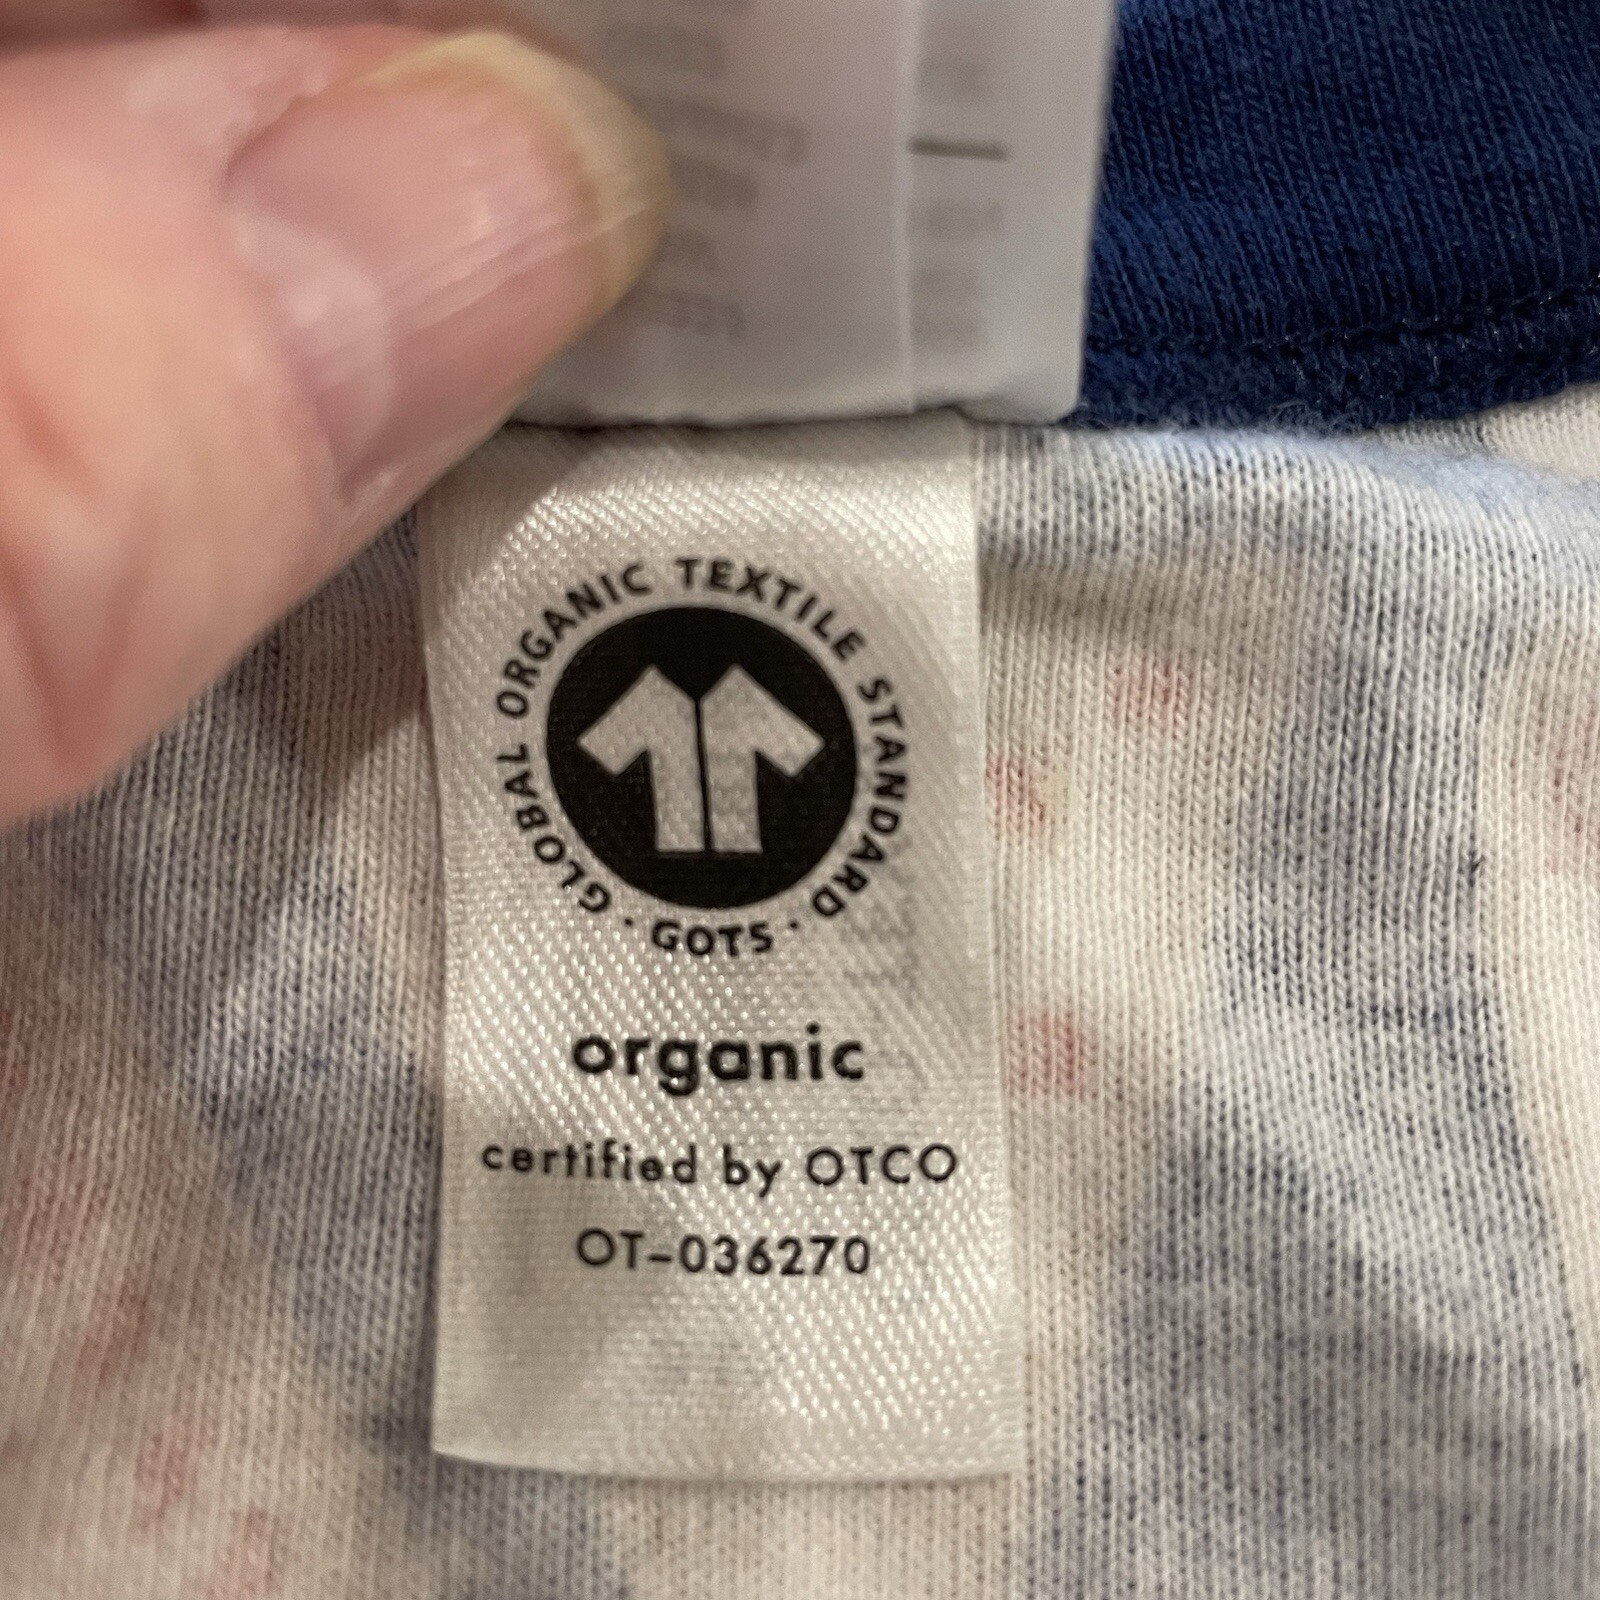 GLOBAL ORGANIC TEXTILE STANDARD · GOTS ·
organic
certified by OTCO
OT-036270